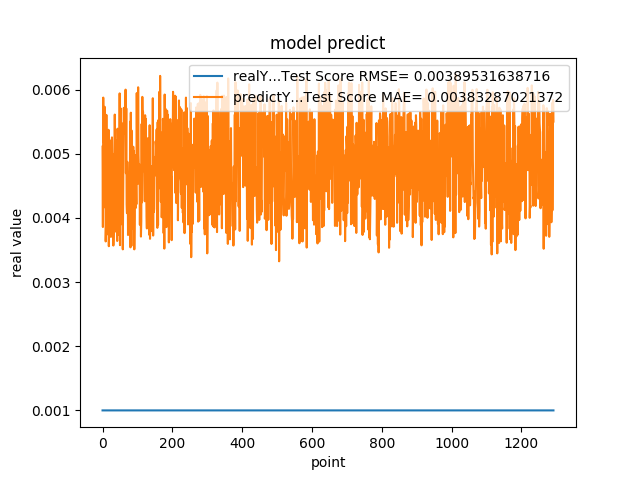 model predict
realY...Test Score RMSE= 0.00389531638716
predictY...Test Score MAE= 0.00383287021372
0.006
0.005
0.004
0.003
0.002
0.001
real value
0 200 400 600 800 1000 1200
point